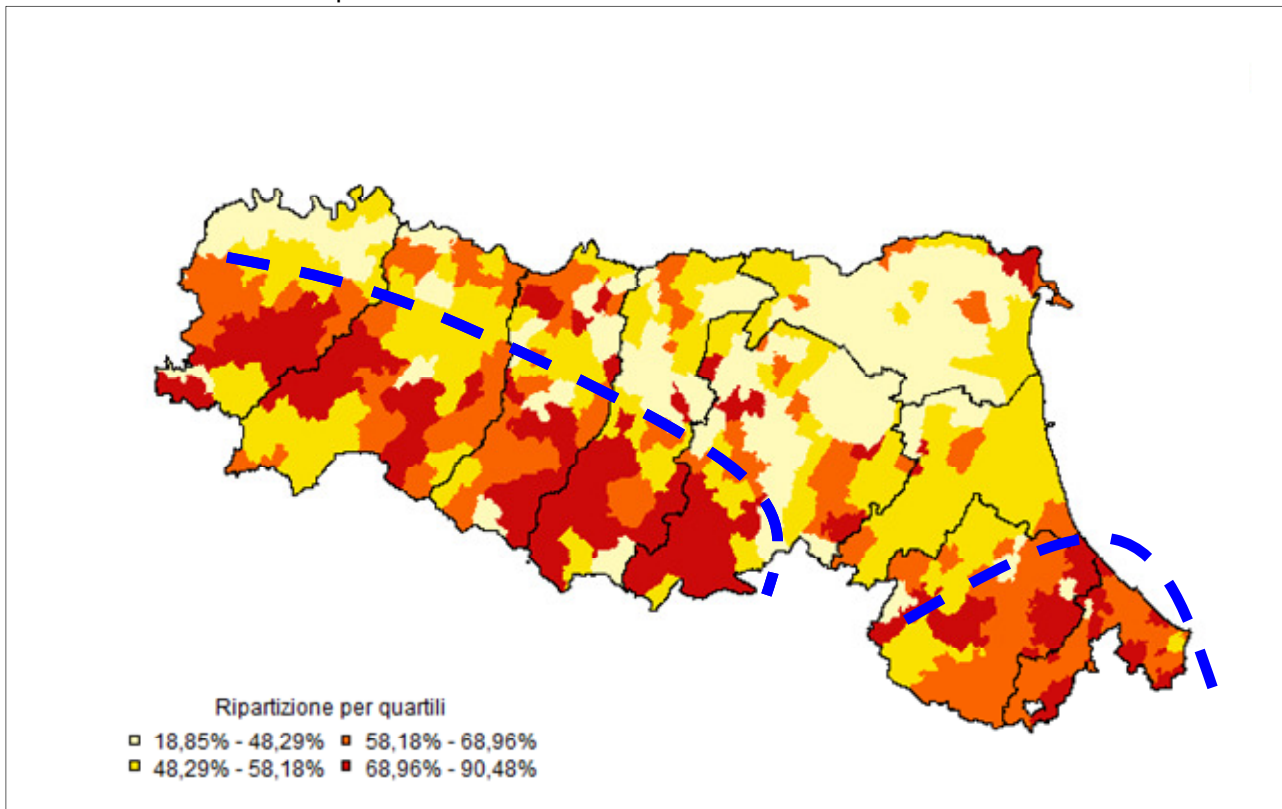 Ripartizione per quartili
18,85% - 48,29% 58,18% - 68,96%
48,29% - 58,18% 68,96% - 90,48%